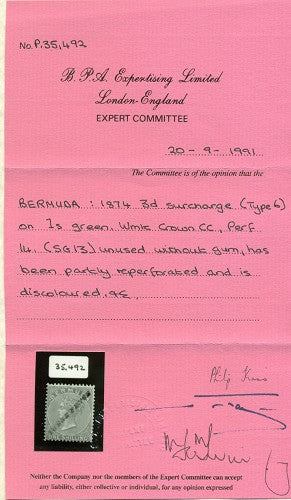 No. P.35,492
B.P.A. Expertising Limited
London-England
EXPERT COMMITTEE
20-9-1991
The Committee is of the opinion that the
BERMUDA: 1874 3d surcharge (Type 6)
on 1s green, Wmk Crown CC, Perf
14 (SG13) unused without gum, has
been partly reperforated and is
discoloured.
35,492
Neither the Company nor the members of the Expert Committee can accept
any liability, either collective or individual, for any opinion expressed